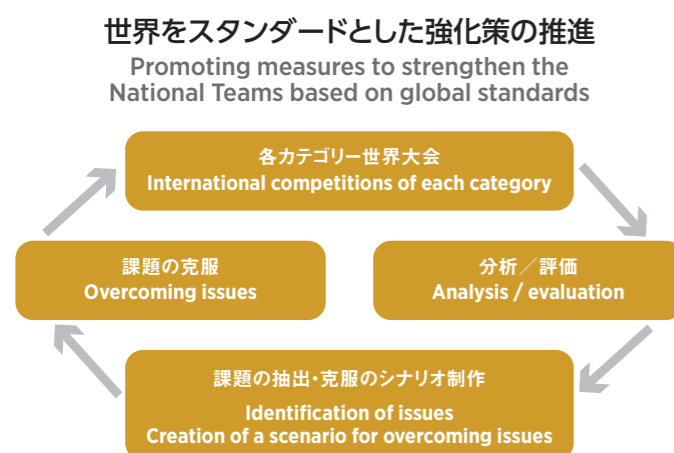 世界をスタンダードとした強化策の推進
Promoting measures to strengthen the
National Teams based on global standards
各カテゴリー世界大会
International competitions of each category
課題の克服
Overcoming issues
分析／評価
Analysis / evaluation
課題の抽出・克服のシナリオ制作
Identification of issues
Creation of a scenario for overcoming issues